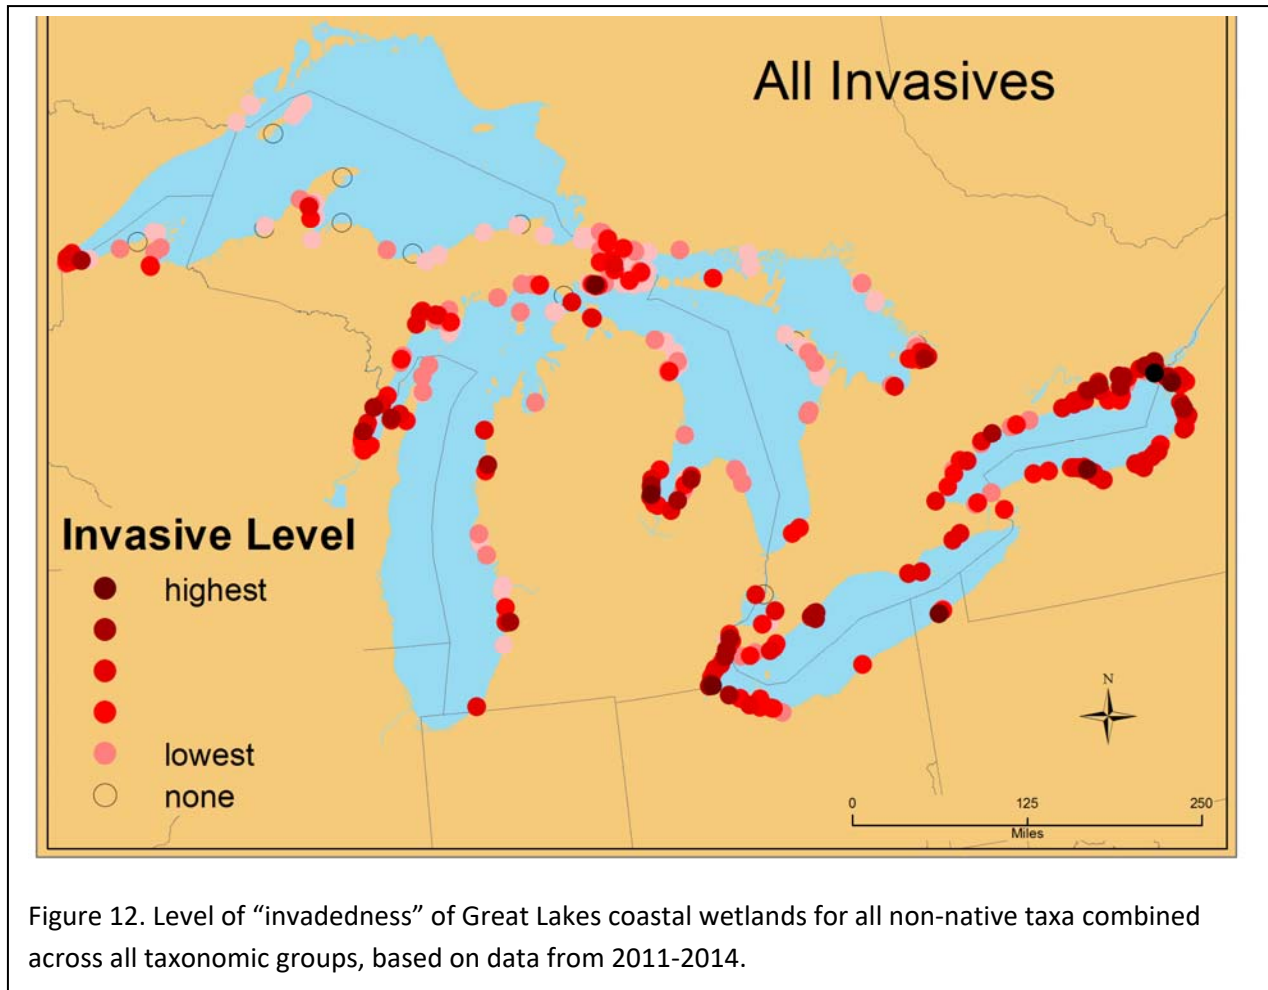 All Invasives
Invasive Level
highest
lowest
none
N
0 125 250
Miles
Figure 12. Level of “invadedness” of Great Lakes coastal wetlands for all non-native taxa combined
across all taxonomic groups, based on data from 2011-2014.